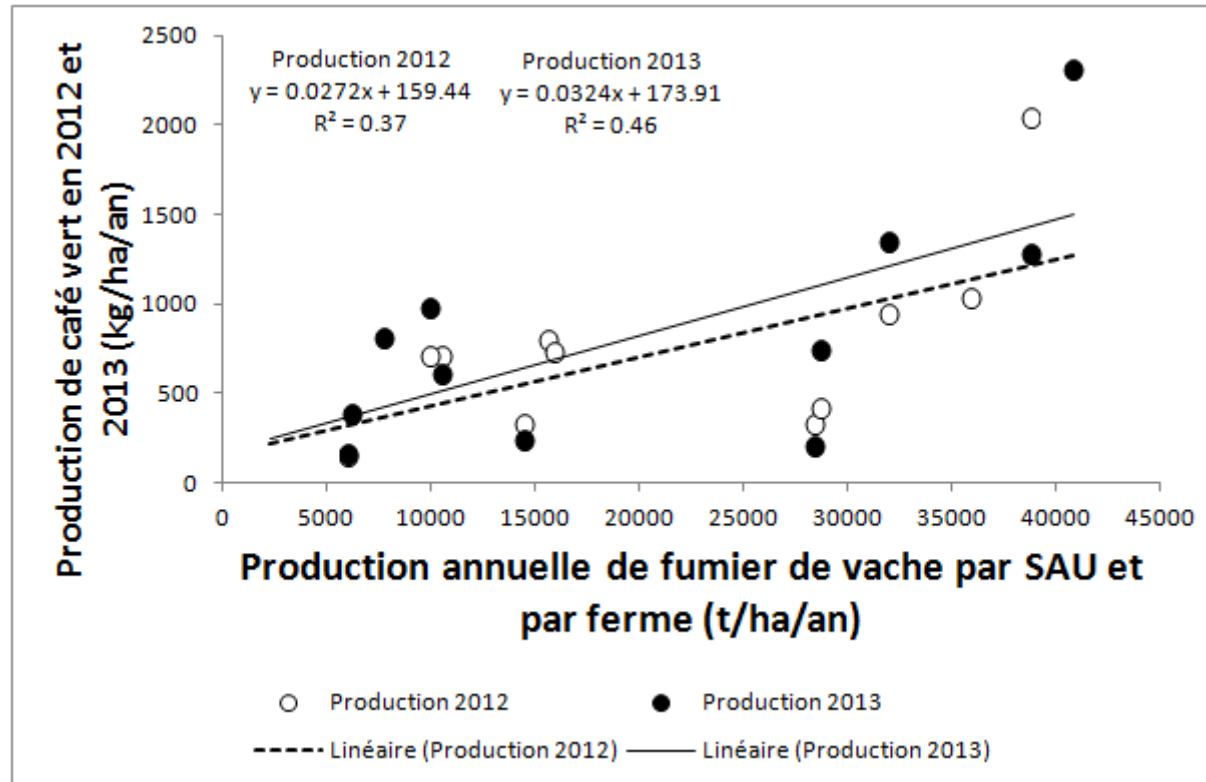 Production de café vert en 2012 et
2013 (kg/ha/an)
2500
2000
1500
1000
500
0
Production 2012
y = 0.0272x + 159.44
R² = 0.37
Production 2013
y = 0.0324x + 173.91
R² = 0.46
0 5000 10000 15000 20000 25000 30000 35000 40000 45000
Production annuelle de fumier de vache par SAU et
par ferme (t/ha/an)
Production 2012 Production 2013
Linéaire (Production 2012) Linéaire (Production 2013)